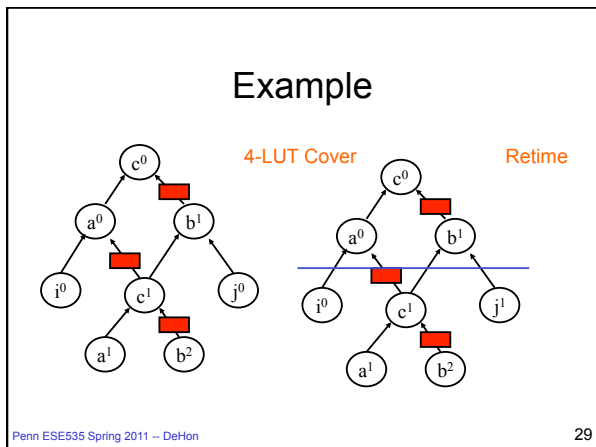 Example
4-LUT Cover
Retime
c⁰
a⁰
b¹
i⁰
c¹
j⁰
a¹
b²
c⁰
a⁰
b¹
i⁰
c¹
j¹
a¹
b²
Penn ESE535 Spring 2011 -- DeHon
29